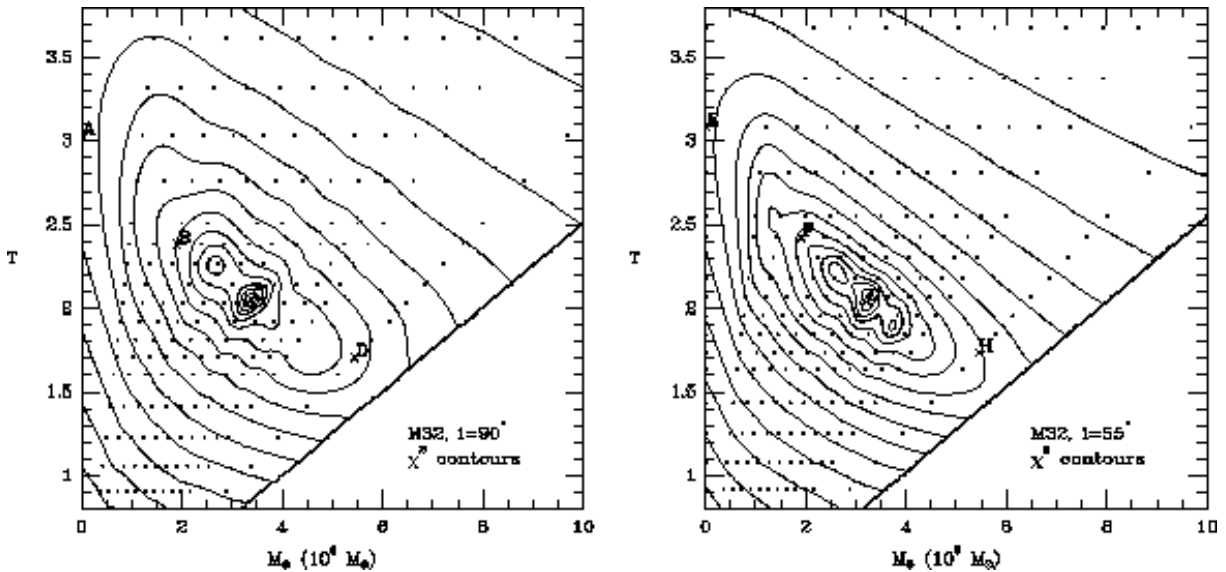 3.5
3
2.5
2
1.5
1
T
A
B
D
M32, i=90°
χ² contours
0 2 4 6 8 10
M• (10⁶ M⊙)
3.5
3
2.5
2
1.5
1
T
F
H
M32, i=55°
χ² contours
0 2 4 6 8 10
M• (10⁶ M⊙)